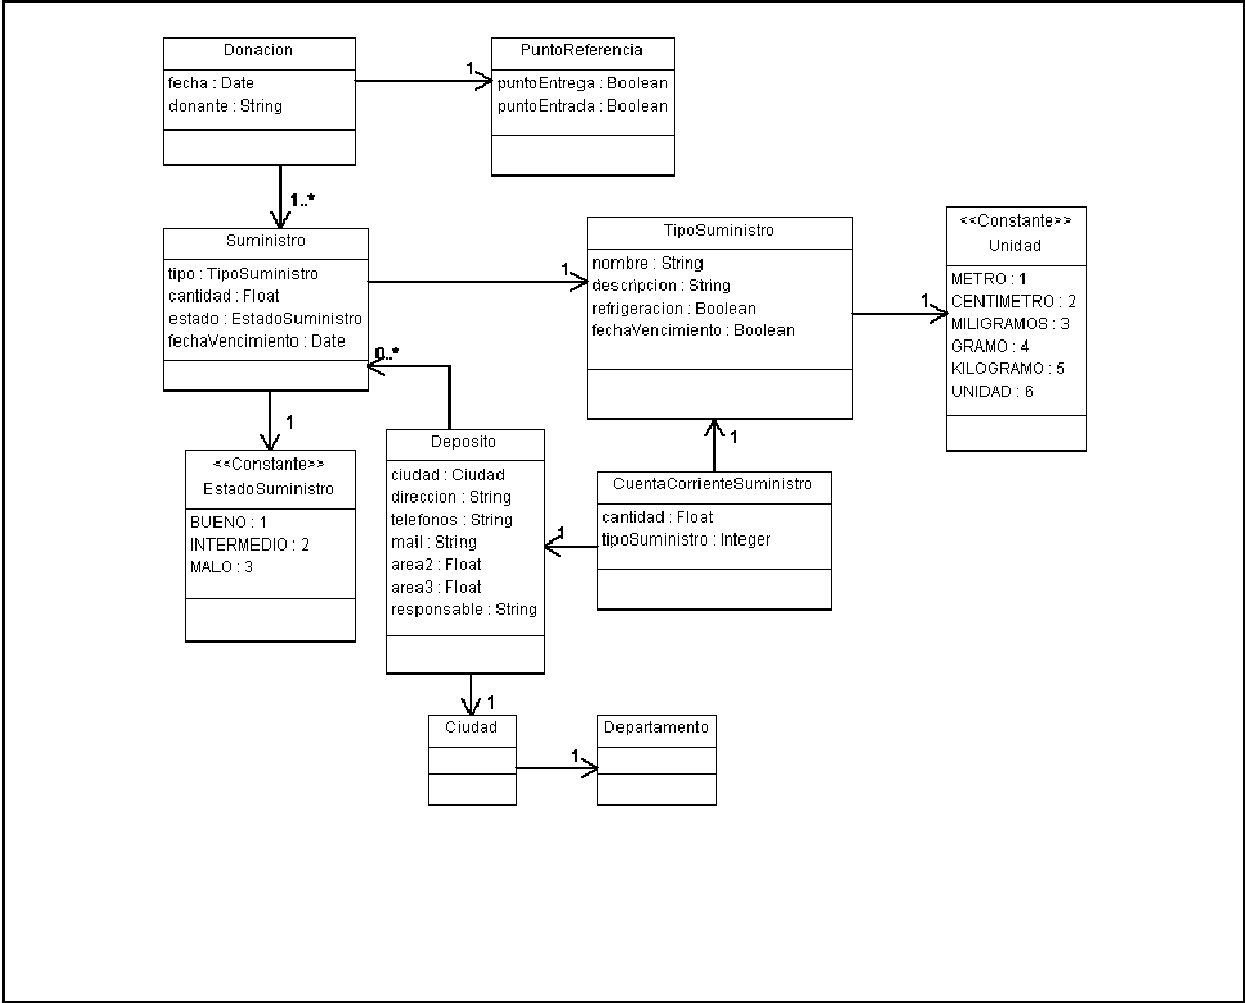 Donacion
fecha : Date
donante : String
1
PuntoReferencia
puntoEntrega : Boolean
puntoEntrada : Boolean
1..*
Suministro
tipo : TipoSuministro
cantidad : Float
estado : EstadoSuministro
fechaVencimiento : Date
1
TipoSuministro
nombre : String
descripcion : String
refrigeracion : Boolean
fechaVencimiento : Boolean
1
<<Constante>>
Unidad
METRO : 1
CENTIMETRO : 2
MILIGRAMOS : 3
GRAMO : 4
KILOGRAMO : 5
UNIDAD : 6
0..*
1
<<Constante>>
EstadoSuministro
BUENO : 1
INTERMEDIO : 2
MALO : 3
Deposito
ciudad : Ciudad
direccion : String
telefonos : String
mail : String
area2 : Float
area3 : Float
responsable : String
1
1
CuentaCorrienteSuministro
cantidad : Float
tipoSuministro : Integer
1
Ciudad
1
Departamento